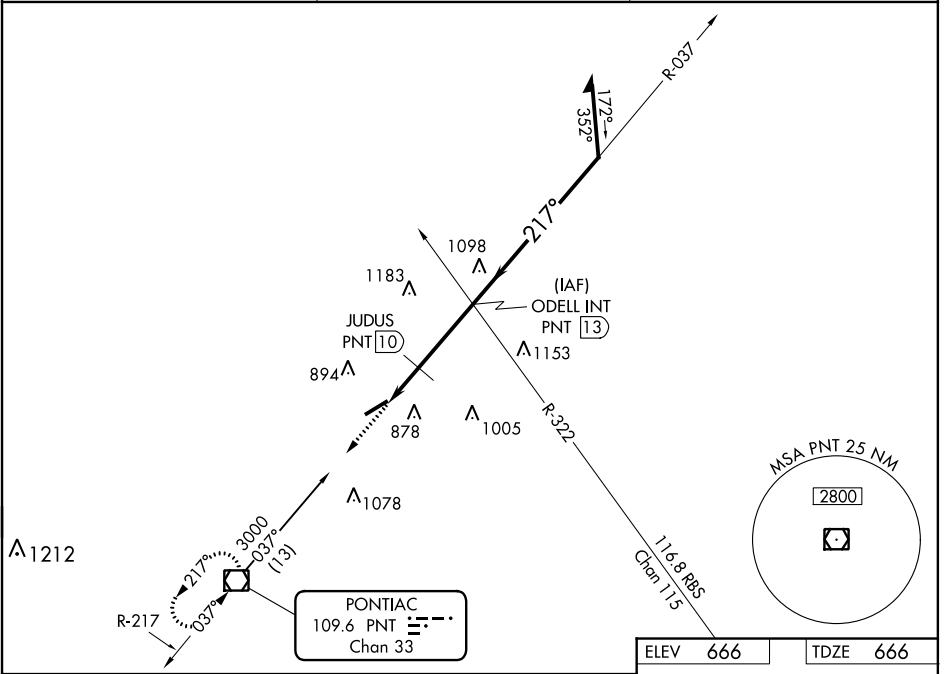 R-037
172°
352°
217°
1098
1183
(IAF)
ODELL INT
PNT 13
JUDUS
PNT 10
1153
894
878
1005
R-322
MSA PNT 25 NM
2800
1078
1212
3000
037°
(13)
217°
037°
R-217
116.8 RBS
Chan 115
PONTIAC
109.6 PNT
Chan 33
ELEV 666
TDZE 666